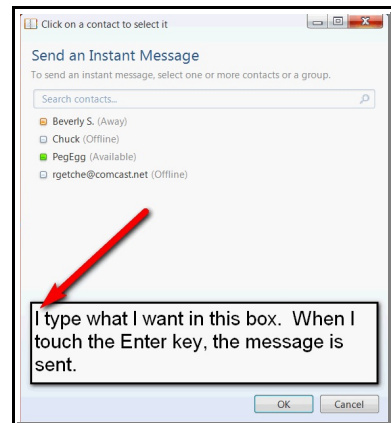 Click on a contact to select it
Send an Instant Message
To send an instant message, select one or more contacts or a group.
Search contacts...
Beverly S. (Away)
Chuck (Offline)
PegEgg (Available)
rgetche@comcast.net (Offline)
I type what I want in this box. When I
touch the Enter key, the message is
sent.
OK Cancel